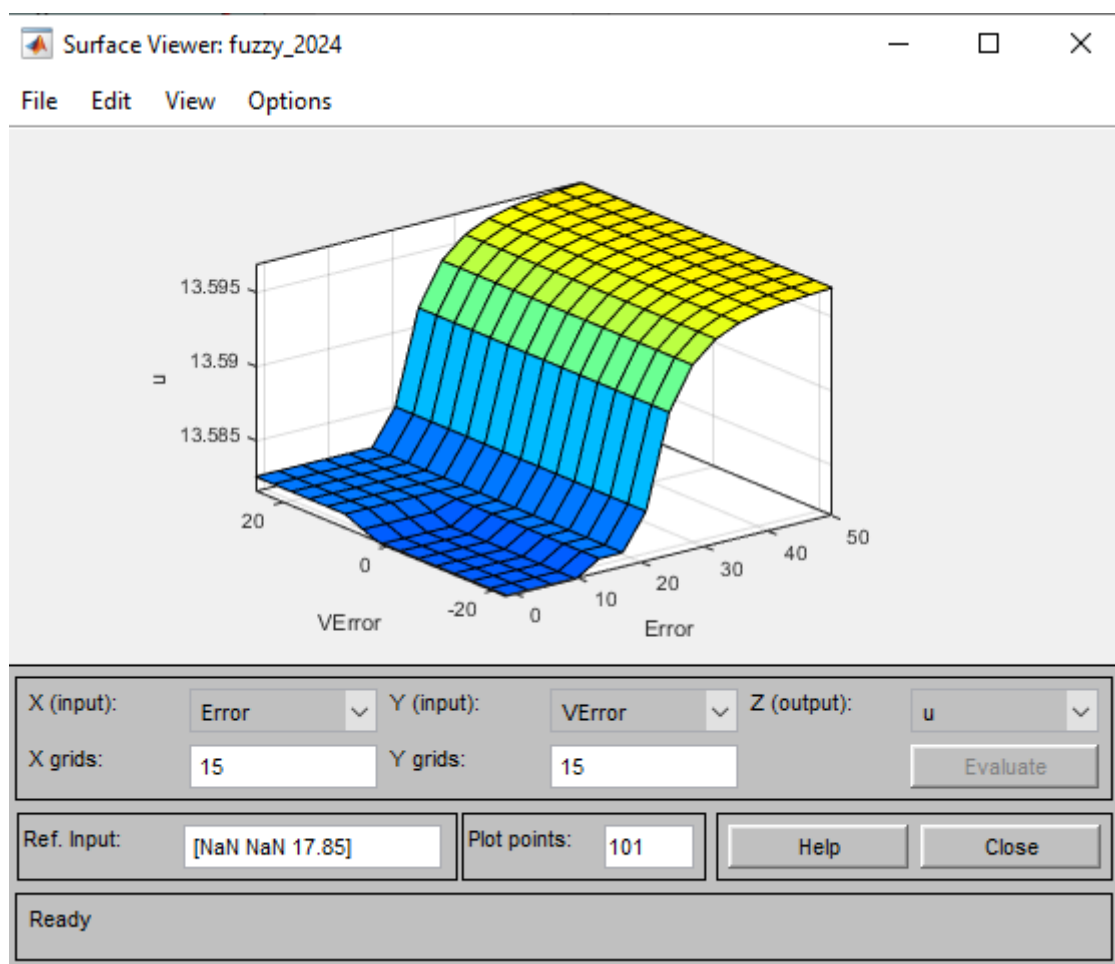 Surface Viewer: fuzzy_2024
File Edit View Options
13.595
13.59
13.585
u
20
0
-20
VError
0
10
20
30
40
50
Error
X (input): Error Y (input): VError Z (output): u
X grids: 15 Y grids: 15 Evaluate
Ref. Input: [NaN NaN 17.85] Plot points: 101 Help Close
Ready